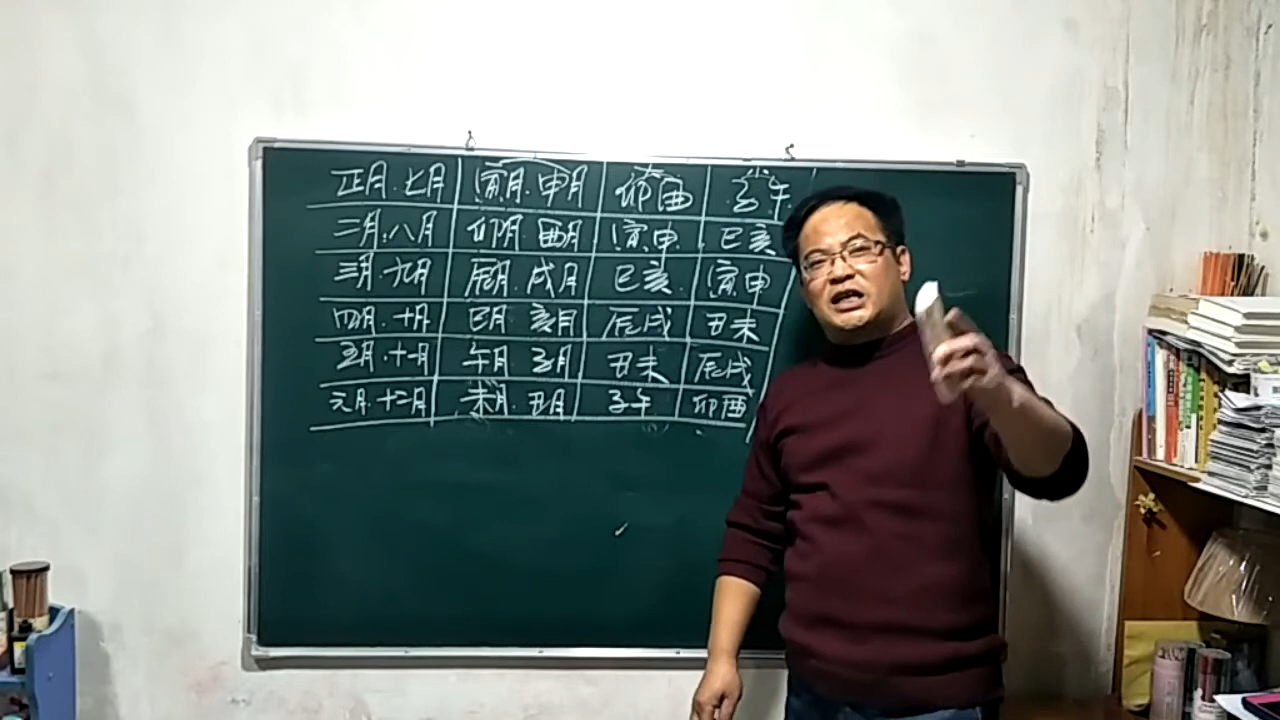 正月.七月 寅月.申月 卯酉 子午
二月.八月 卯月.酉月 寅申. 巳亥
三月.九月 辰月.戌月 巳亥. 寅申
四月.十月. 巳月 亥月 辰戌 丑未
五月.十一月 午月 子月 丑未 辰戌
六月.十二月 未月.丑月 子午 卯酉